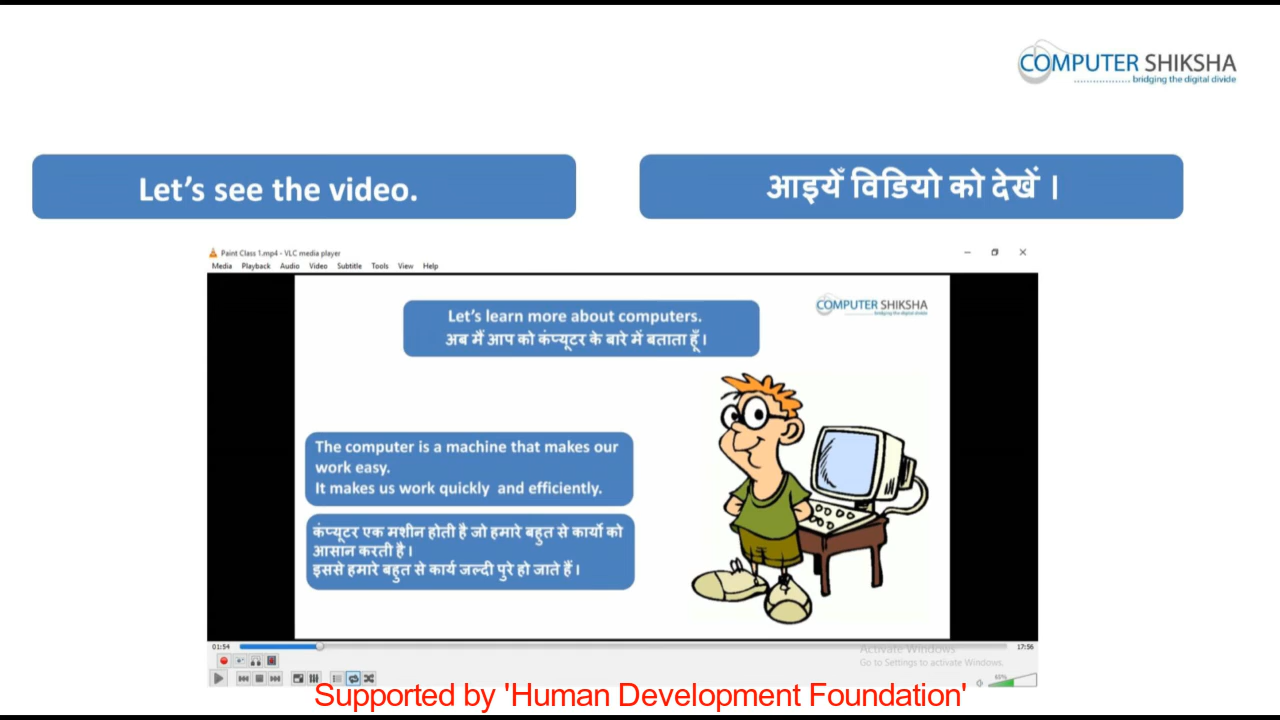 COMPUTER SHIKSHA
bridging the digital divide
Let's see the video.
आइयेँ विडियो को देखें ।
Paint Class 1.mp4 - VLC media player
Media Playback Audio Video Subtitle Tools View Help
COMPUTER SHIKSHA
bridging the digital divide
Let's learn more about computers.
अब मैं आप को कंप्यूटर के बारे में बताता हूँ ।
The computer is a machine that makes our
work easy.
It makes us work quickly and efficiently.
कंप्यूटर एक मशीन होती है जो हमारे बहुत से कार्यो को
आसान करती है ।
इससे हमारे बहुत से कार्य जल्दी पुरे हो जाते हैं ।
01:54
17:56
Activate Windows
Go to Settings to activate Windows.
Supported by 'Human Development Foundation'